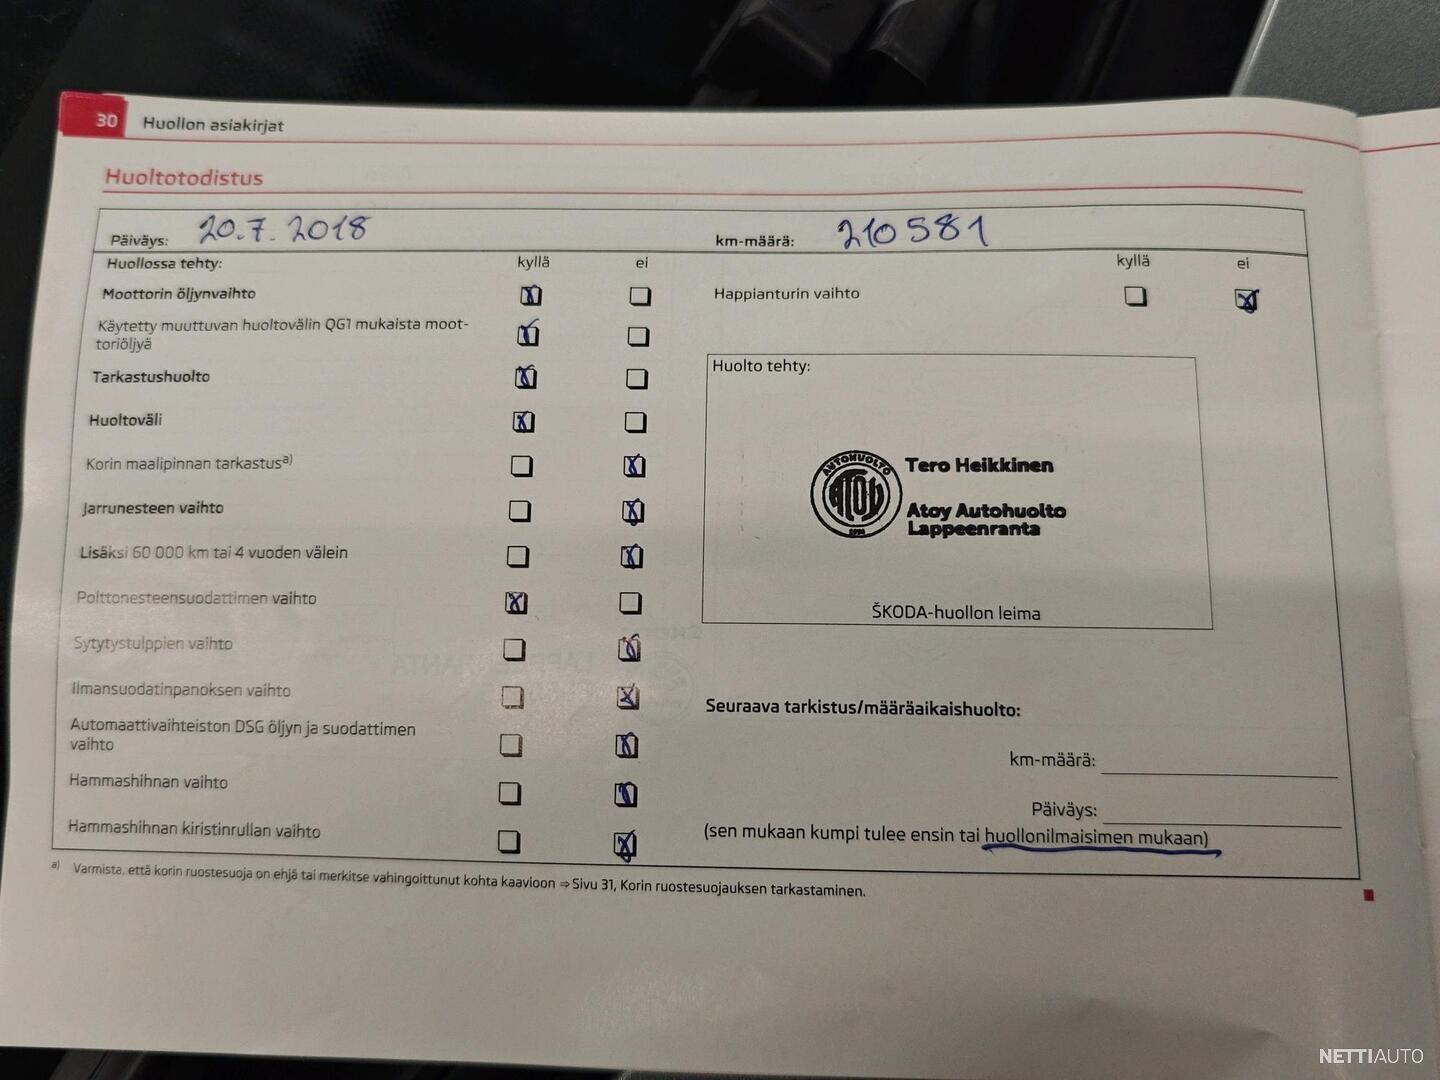 30 Huollon asiakirjat
Huoltotodistus
Päiväys: 20.7.2018 km-määrä: 210581
Huollossa tehty: kyllä ei kyllä ei
Moottorin öljynvaihto
Happianturin vaihto
Käytetty muuttuvan huoltovälin QG1 mukaista moot-
toriöljyä
Tarkastushuolto
Huoltoväli
Korin maalipinnan tarkastus a)
Jarrunesteen vaihto
Lisäksi 60 000 km tai 4 vuoden välein
Polttonesteensuodattimen vaihto
Sytytystulppien vaihto
Ilmansuodatinpanoksen vaihto
Automaattivaihteiston DSG öljyn ja suodattimen
vaihto
Hammashihnan vaihto
Hammashihnan kiristinrullan vaihto
Huolto tehty:
AUTOHUOLTO
ATOY
Tero Heikkinen
Atoy Autohuolto
Lappeenranta
ŠKODA-huollon leima
Seuraava tarkistus/määräaikaishuolto:
km-määrä:
Päiväys:
(sen mukaan kumpi tulee ensin tai huollonilmaisimen mukaan)
a) Varmista, että korin ruostesuoja on ehjä tai merkitse vahingoittunut kohta kaavioon ⇒ Sivu 31, Korin ruostesuojauksen tarkastaminen.
NETTIAUTO